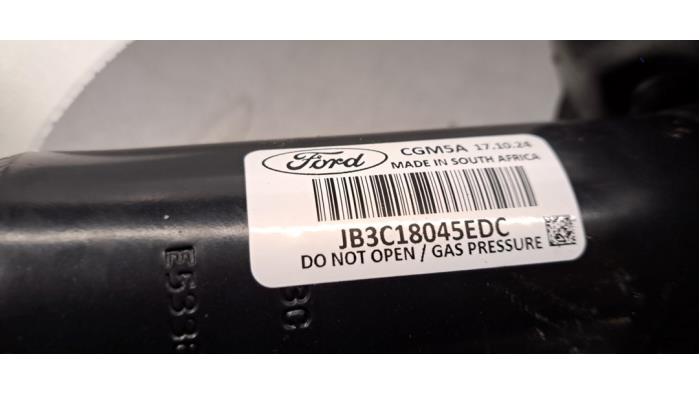 Ford CGM5A 17.10.24
MADE IN SOUTH AFRICA
JB3C18045EDC
DO NOT OPEN / GAS PRESSURE